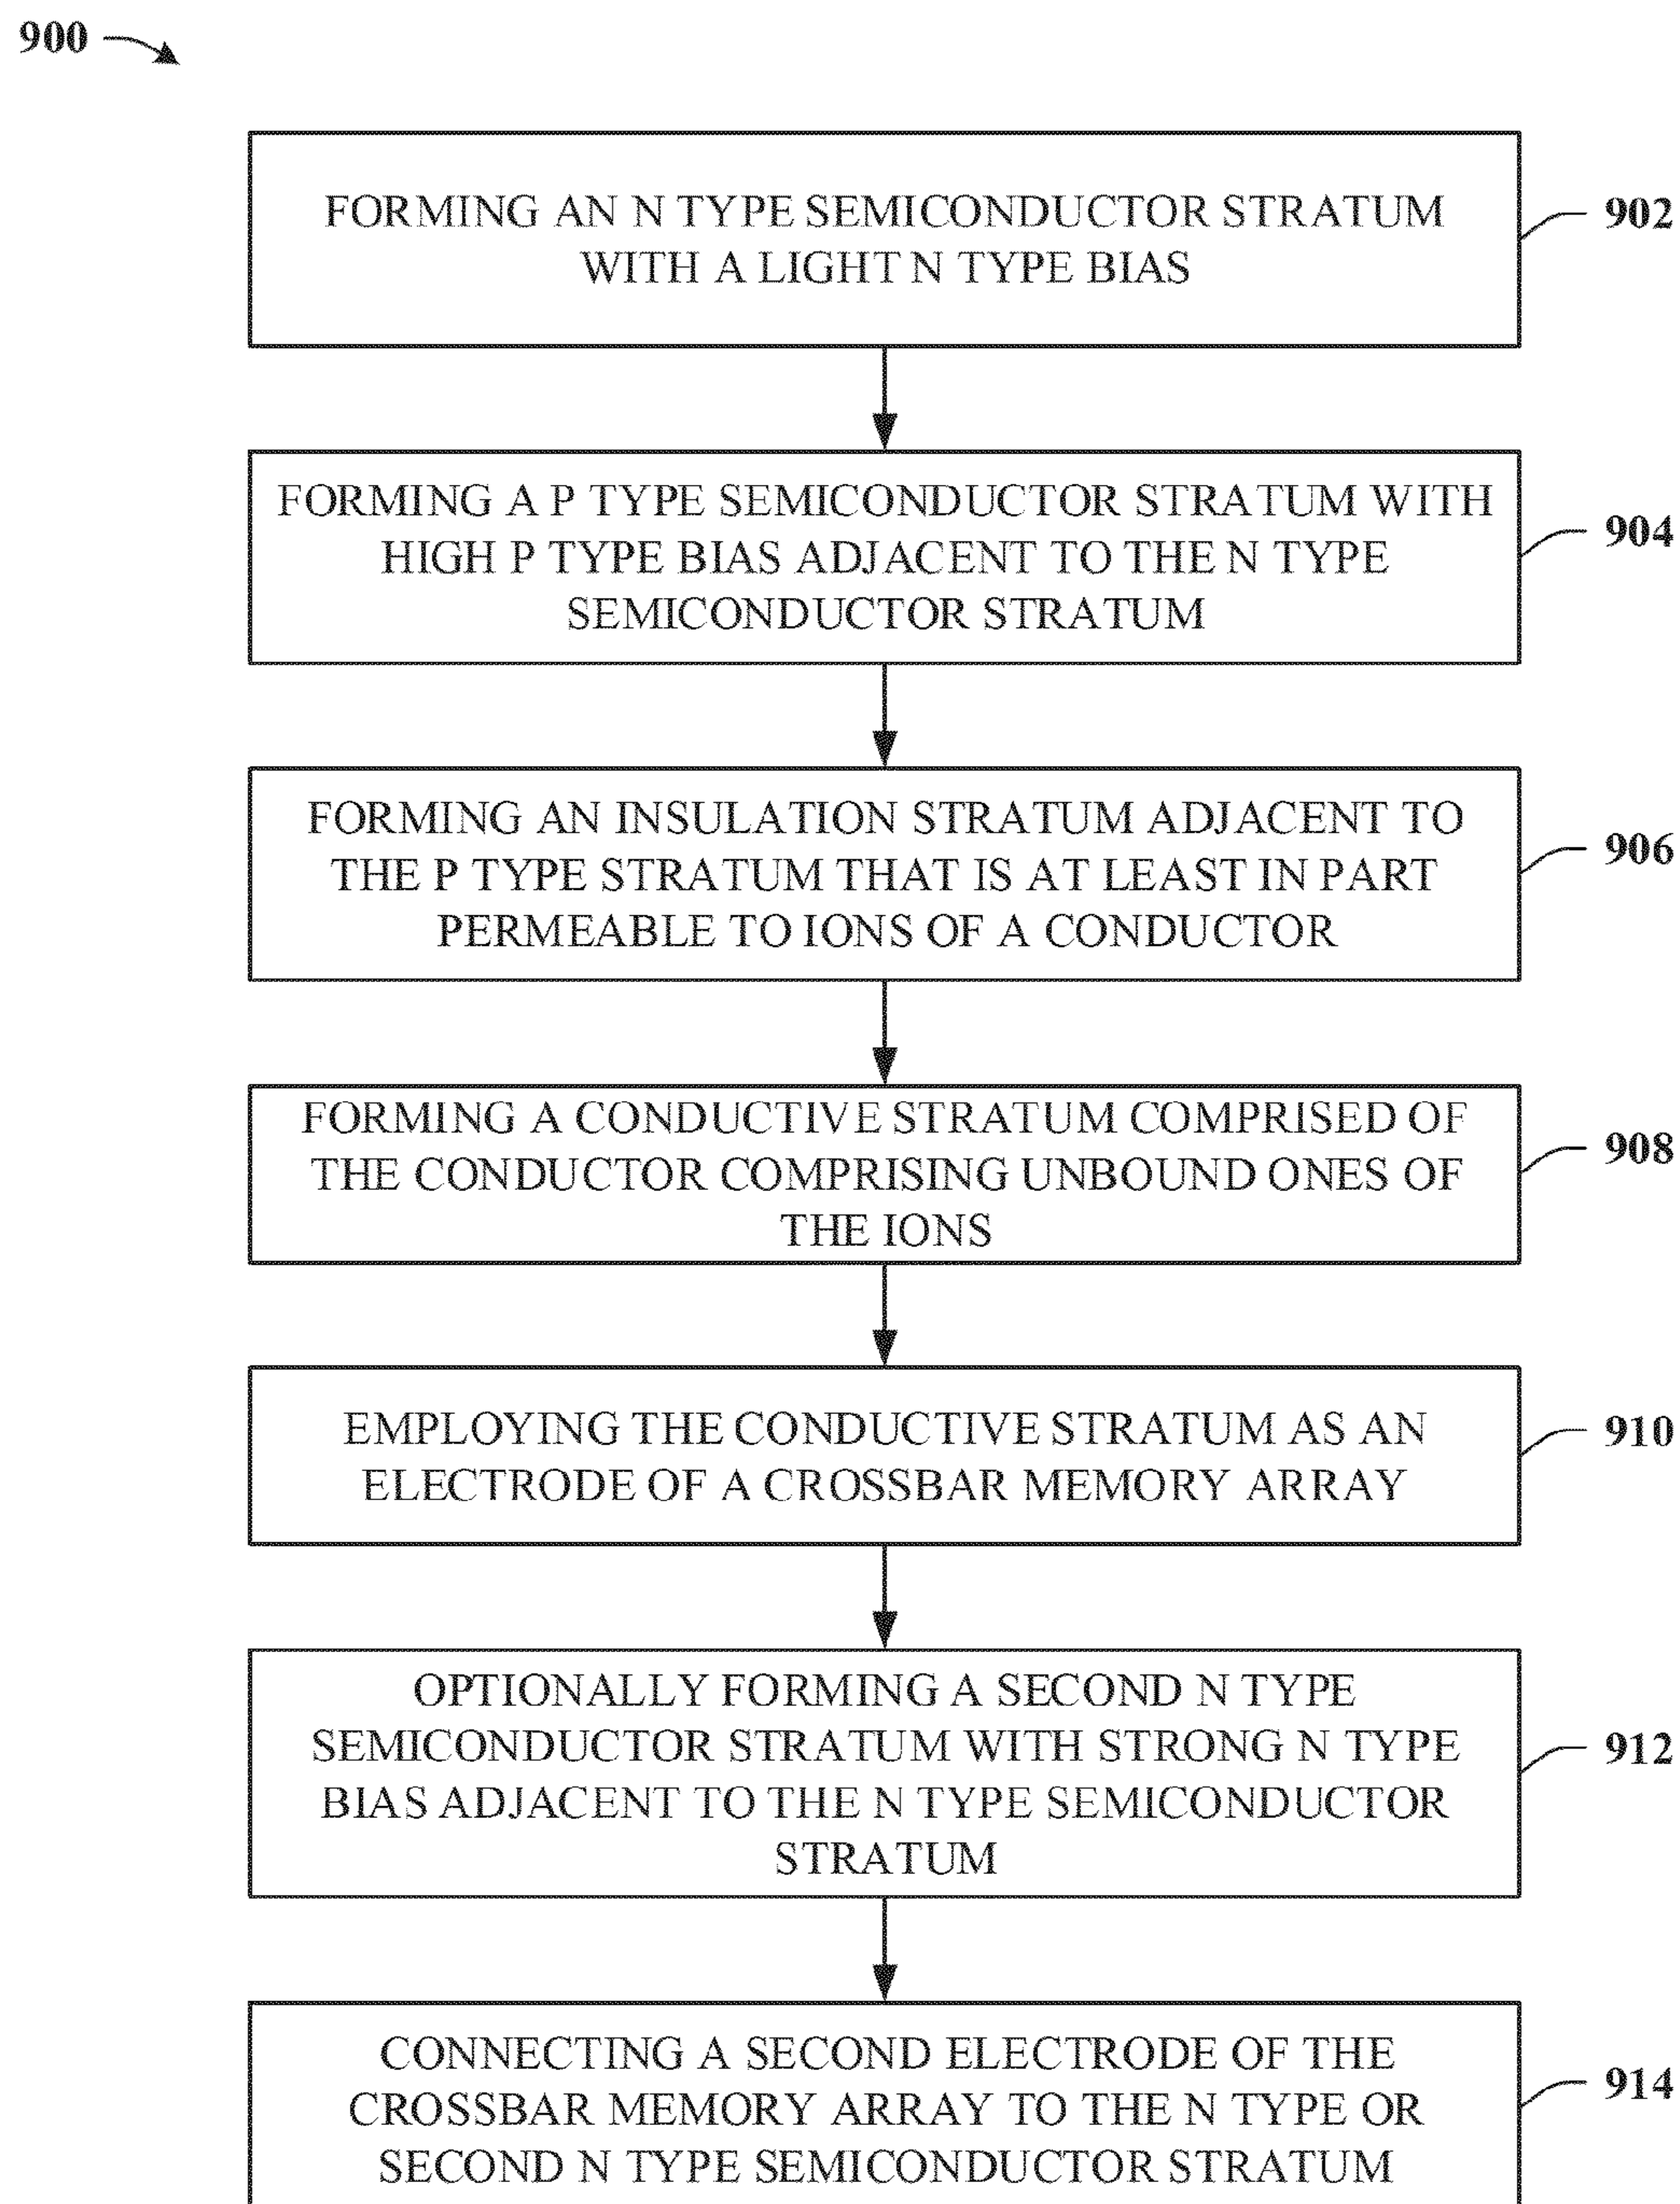 900
FORMING AN N TYPE SEMICONDUCTOR STRATUM
WITH A LIGHT N TYPE BIAS
902
FORMING A P TYPE SEMICONDUCTOR STRATUM WITH
HIGH P TYPE BIAS ADJACENT TO THE N TYPE
SEMICONDUCTOR STRATUM
904
FORMING AN INSULATION STRATUM ADJACENT TO
THE P TYPE STRATUM THAT IS AT LEAST IN PART
PERMEABLE TO IONS OF A CONDUCTOR
906
FORMING A CONDUCTIVE STRATUM COMPRISED OF
THE CONDUCTOR COMPRISING UNBOUND ONES OF
THE IONS
908
EMPLOYING THE CONDUCTIVE STRATUM AS AN
ELECTRODE OF A CROSSBAR MEMORY ARRAY
910
OPTIONALLY FORMING A SECOND N TYPE
SEMICONDUCTOR STRATUM WITH STRONG N TYPE
BIAS ADJACENT TO THE N TYPE SEMICONDUCTOR
STRATUM
912
CONNECTING A SECOND ELECTRODE OF THE
CROSSBAR MEMORY ARRAY TO THE N TYPE OR
SECOND N TYPE SEMICONDUCTOR STRATUM
914